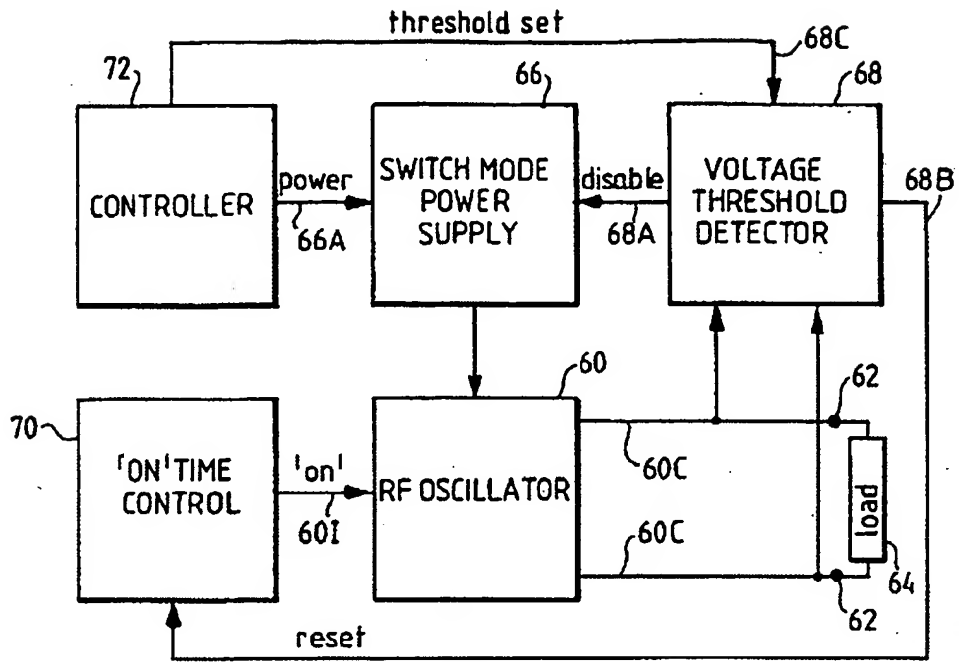 threshold set
68C
72
66
68
CONTROLLER
power
66A
SWITCH MODE
POWER
SUPPLY
disable
68A
VOLTAGE
THRESHOLD
DETECTOR
68B
70
'ON' TIME
CONTROL
'on'
60I
60
RF OSCILLATOR
60C
60C
62
load
64
62
reset